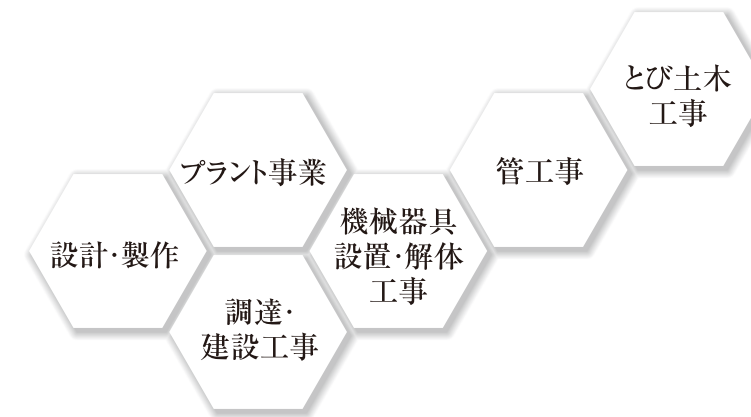 とび土木
工事
プラント事業
管工事
機械器具
設置·解体
工事
設計·製作
調達·
建設工事